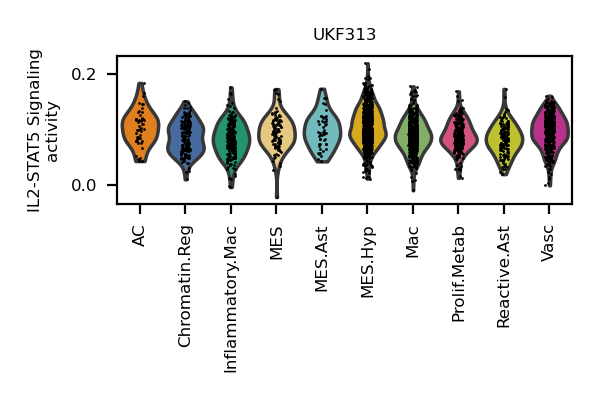 UKF313
IL2-STAT5 Signaling
activity
0.2
0.0
AC
Chromatin.Reg
Inflammatory.Mac
MES
MES.Ast
MES.Hyp
Mac
Prolif.Metab
Reactive.Ast
Vasc